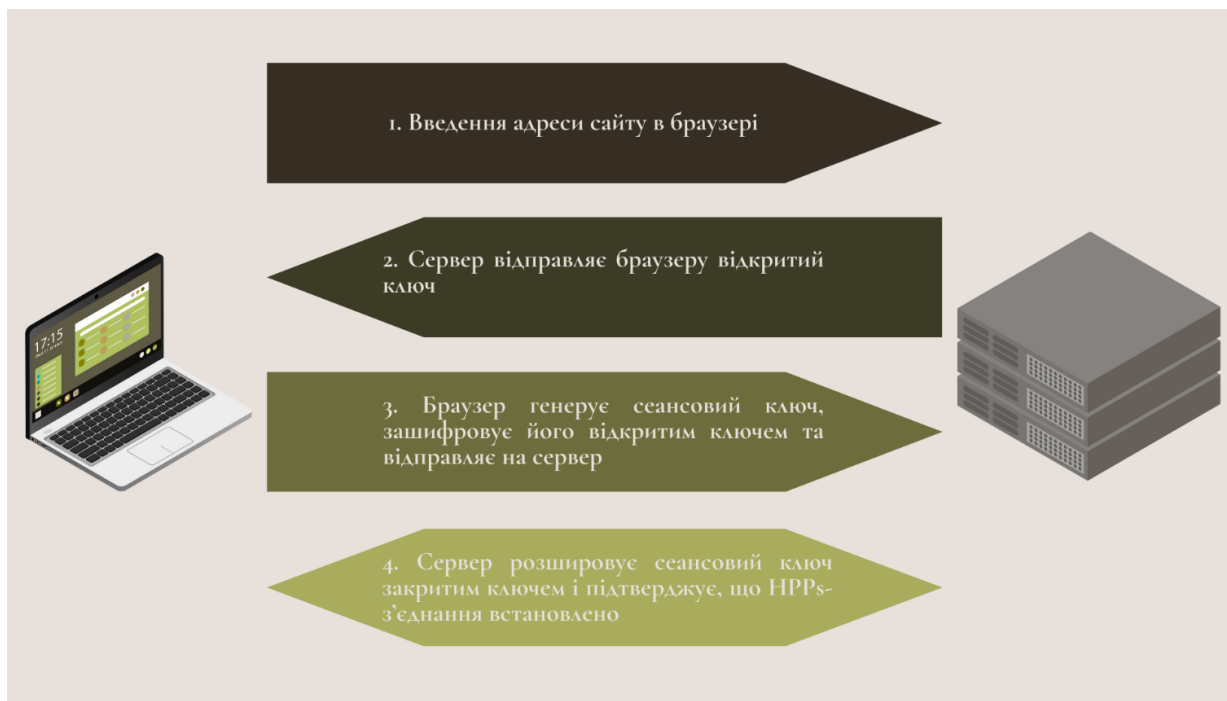 1. Введення адреси сайту в браузері
2. Сервер відправляє браузеру відкритий
ключ
17:15
3. Браузер генерує сеансовий ключ,
зашифровує його відкритим ключем та
відправляє на сервер
4. Сервер розшировує сеансовий ключ
закритим ключем і підтверджує, що HPPs-
з’єднання встановлено